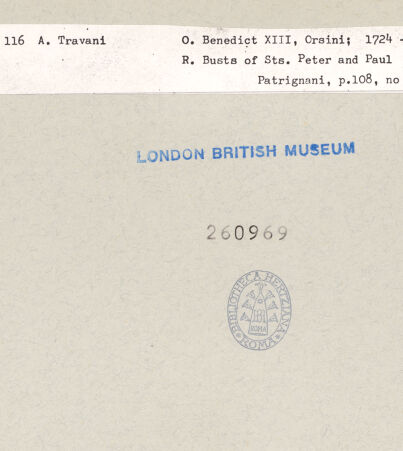 116 A. Travani O. Benedict XIII, Orsini; 1724 -
R. Busts of Sts. Peter and Paul
Patrignani, p.108, no
LONDON BRITISH MUSEUM
260969
BIBLIOTHECA HERTZIANA
ROMA
ROMA